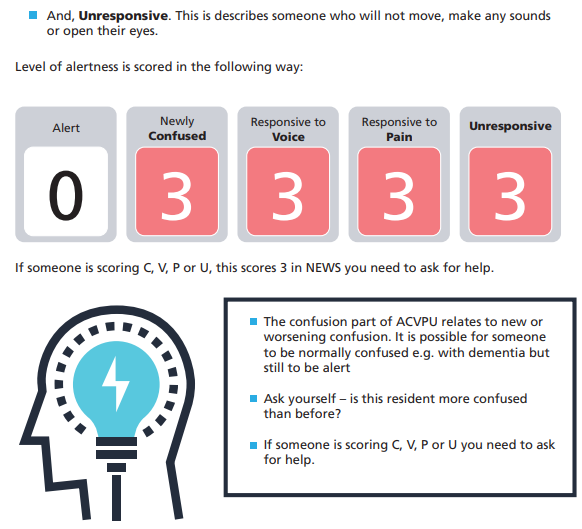 And, Unresponsive. This is describes someone who will not move, make any sounds
or open their eyes.
Level of alertness is scored in the following way:
Alert
0
Newly
Confused
3
Responsive to
Voice
3
Responsive to
Pain
3
Unresponsive
3
If someone is scoring C, V, P or U, this scores 3 in NEWS you need to ask for help.
The confusion part of ACVPU relates to new or
worsening confusion. It is possible for someone
to be normally confused e.g. with dementia but
still to be alert
Ask yourself – is this resident more confused
than before?
If someone is scoring C, V, P or U you need to ask
for help.